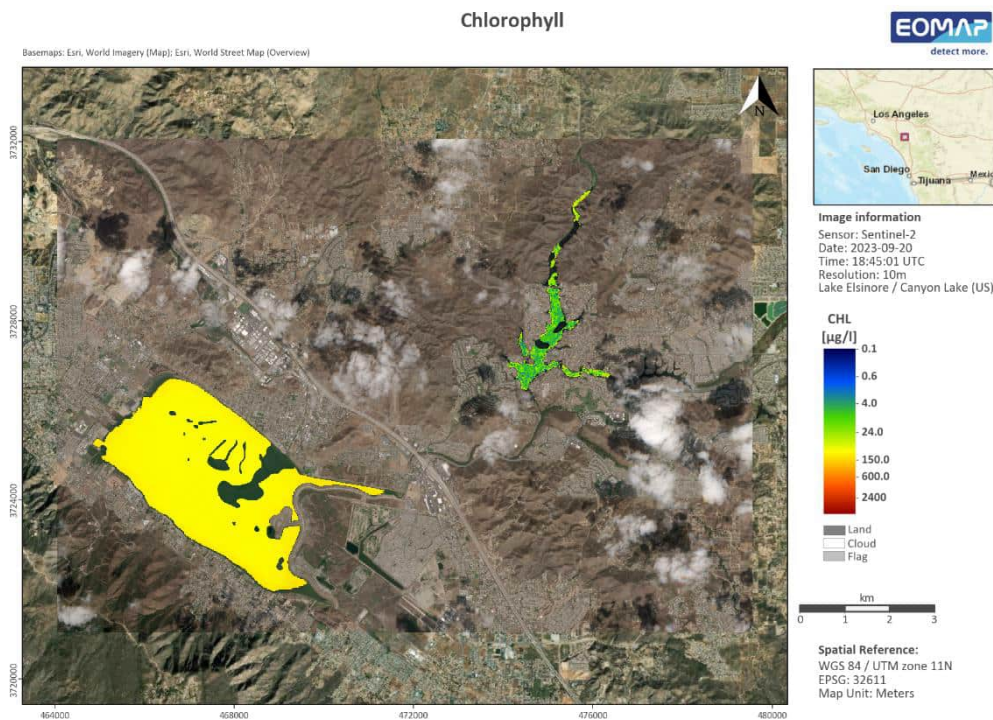 Chlorophyll
EOMAP
detect more.
Basemaps: Esri, World Imagery (Map); Esri, World Street Map (Overview)
N
3732000
3728000
3724000
3720000
464000
468000
472000
476000
480000
Los Angeles
San Diego
Tijuana
Mexic
Image information
Sensor: Sentinel-2
Date: 2023-09-20
Time: 18:45:01 UTC
Resolution: 10m
Lake Elsinore / Canyon Lake (US)
CHL
[µg/l]
0.1
0.6
4.0
24.0
150.0
600.0
2400
Land
Cloud
Flag
km
0 1 2 3
Spatial Reference:
WGS 84 / UTM zone 11N
EPSG: 32611
Map Unit: Meters